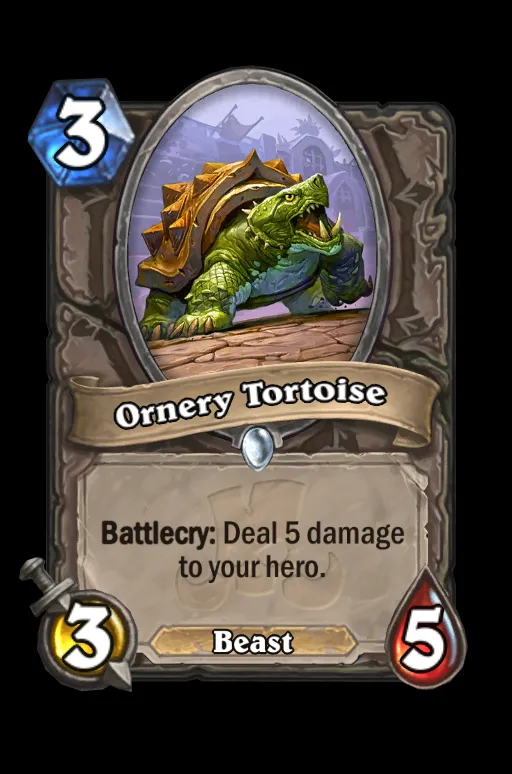 3
Ornery Tortoise
Battlecry: Deal 5 damage
to your hero.
3
Beast
5